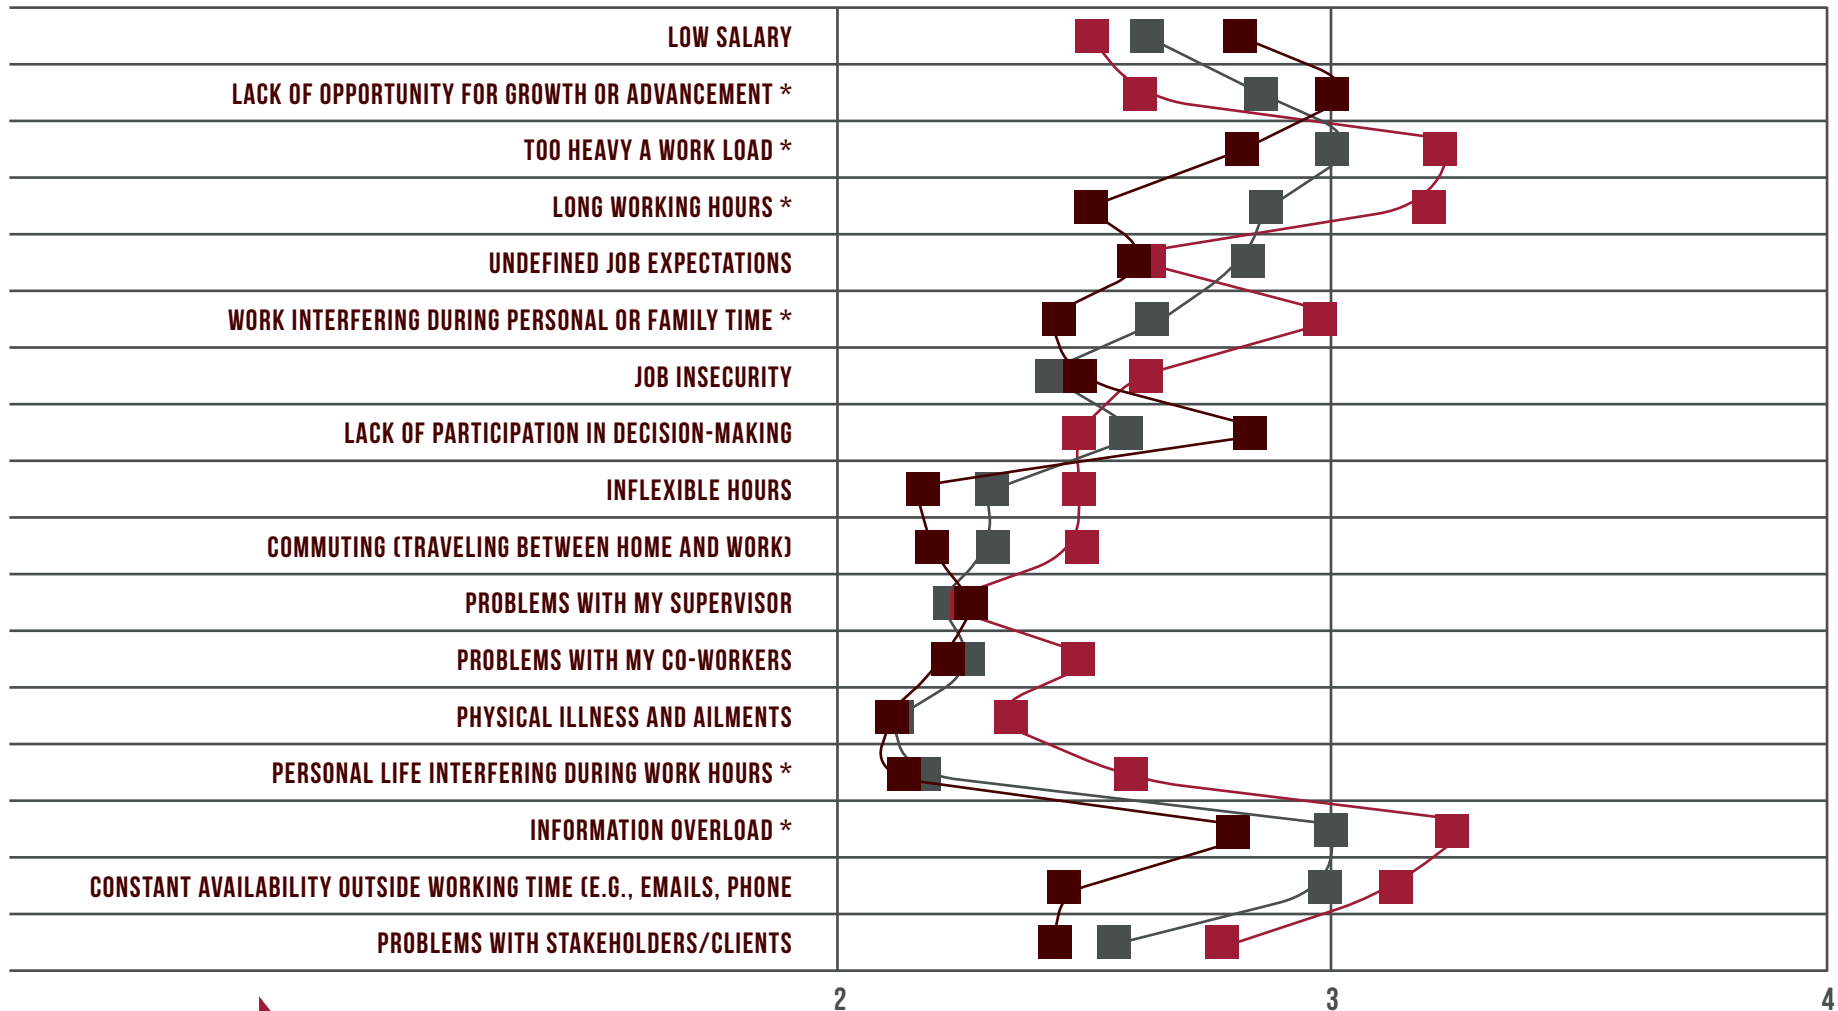 LOW SALARY
LACK OF OPPORTUNITY FOR GROWTH OR ADVANCEMENT *
TOO HEAVY A WORK LOAD *
LONG WORKING HOURS *
UNDEFINED JOB EXPECTATIONS
WORK INTERFERING DURING PERSONAL OR FAMILY TIME *
JOB INSECURITY
LACK OF PARTICIPATION IN DECISION-MAKING
INFLEXIBLE HOURS
COMMUTING (TRAVELING BETWEEN HOME AND WORK)
PROBLEMS WITH MY SUPERVISOR
PROBLEMS WITH MY CO-WORKERS
PHYSICAL ILLNESS AND AILMENTS
PERSONAL LIFE INTERFERING DURING WORK HOURS *
INFORMATION OVERLOAD *
CONSTANT AVAILABILITY OUTSIDE WORKING TIME (E.G., EMAILS, PHONE
PROBLEMS WITH STAKEHOLDERS/CLIENTS
2 3 4